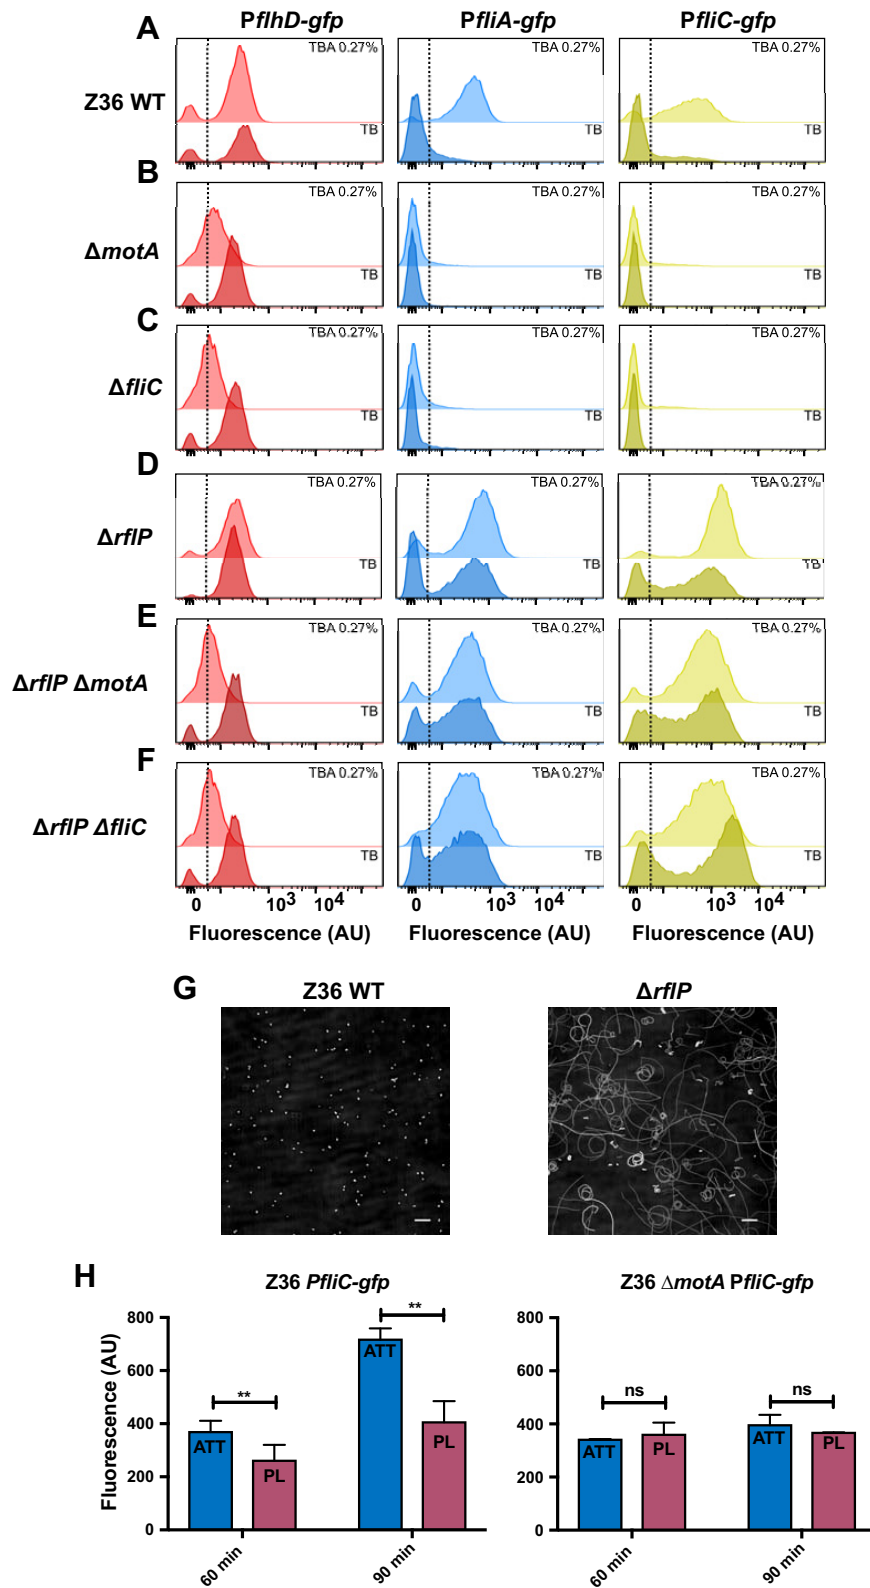 A
PflhD-gfp
PfliA-gfp
PfliC-gfp
Z36 WT
TBA 0.27%
TB
TBA 0.27%
TB
TBA 0.27%
TB
B
ΔmotA
TBA 0.27%
TB
TBA 0.27%
TB
TBA 0.27%
TB
C
ΔfliC
TBA 0.27%
TB
TBA 0.27%
TB
TBA 0.27%
TB
D
ΔrflP
TBA 0.27%
TB
TBA 0.27%
TB
TBA 0.27%
TB
E
ΔrflP ΔmotA
TBA 0.27%
TB
TBA 0.27%
TB
TBA 0.27%
TB
F
ΔrflP ΔfliC
TBA 0.27%
TB
TBA 0.27%
TB
TBA 0.27%
TB
0 10³ 10⁴
0 10³ 10⁴
0 10³ 10⁴
Fluorescence (AU)
Fluorescence (AU)
Fluorescence (AU)
G
Z36 WT
ΔrflP
H
Z36 PfliC-gfp
Fluorescence (AU)
800
600
400
200
0
**
ATT
PL
**
ATT
PL
60 min
90 min
Z36 ΔmotA PfliC-gfp
800
600
400
200
0
ns
ATT
PL
ns
ATT
PL
60 min
90 min